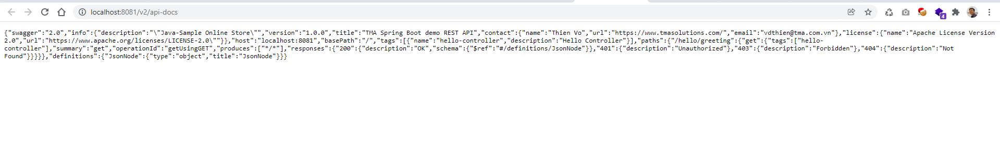 localhost:8081/v2/api-docs
4
{"swagger":"2.0","info":{"description":"\"Java-Sample Online Store\"","version":"1.0.0","title":"TMA Spring Boot demo REST API","contact":{"name":"Thien Vo","url":"https://www.tmasolutions.com/","email":"vdthien@tma.com.vn"},"license":{"name":"Apache License Version
2.0","url":"https://www.apache.org/licenses/LICENSE-2.0\""}},"host":"localhost:8081","basePath":"/","tags":[{"name":"hello-controller","description":"Hello Controller"}],"paths":{"/hello/greeting":{"get":{"tags":["hello-
controller"],"summary":"get","operationId":"getUsingGET","produces":["*/*"],"responses":{"200":{"description":"OK","schema":{"$ref":"#/definitions/JsonNode"}},"401":{"description":"Unauthorized"},"403":{"description":"Forbidden"},"404":{"description":"Not
Found"}}}}},"definitions":{"JsonNode":{"type":"object","title":"JsonNode"}}}